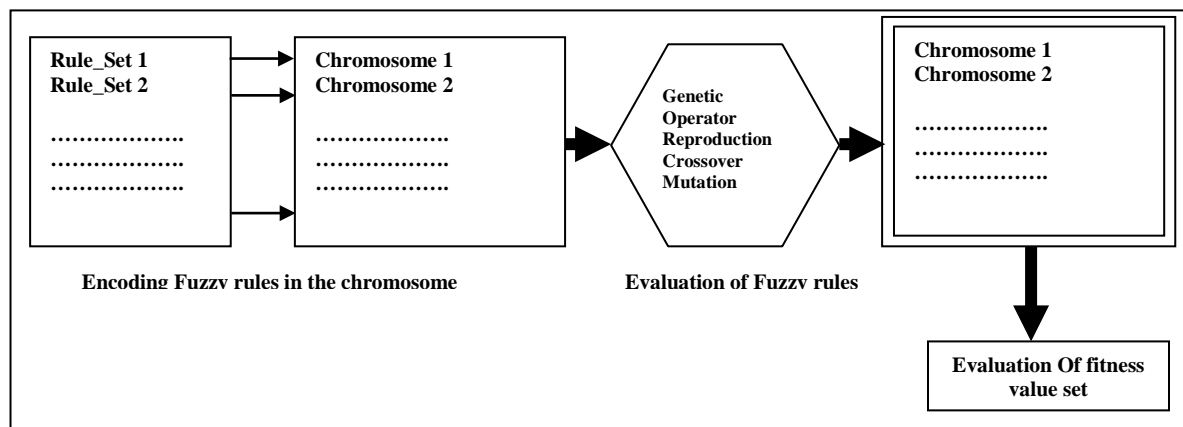 Rule_Set 1
Rule_Set 2
………………..
………………..
………………..
Chromosome 1
Chromosome 2
………………..
………………..
………………..
Genetic
Operator
Reproduction
Crossover
Mutation
Chromosome 1
Chromosome 2
………………..
………………..
………………..
Encoding Fuzzy rules in the chromosome
Evaluation of Fuzzy rules
Evaluation Of fitness
value set